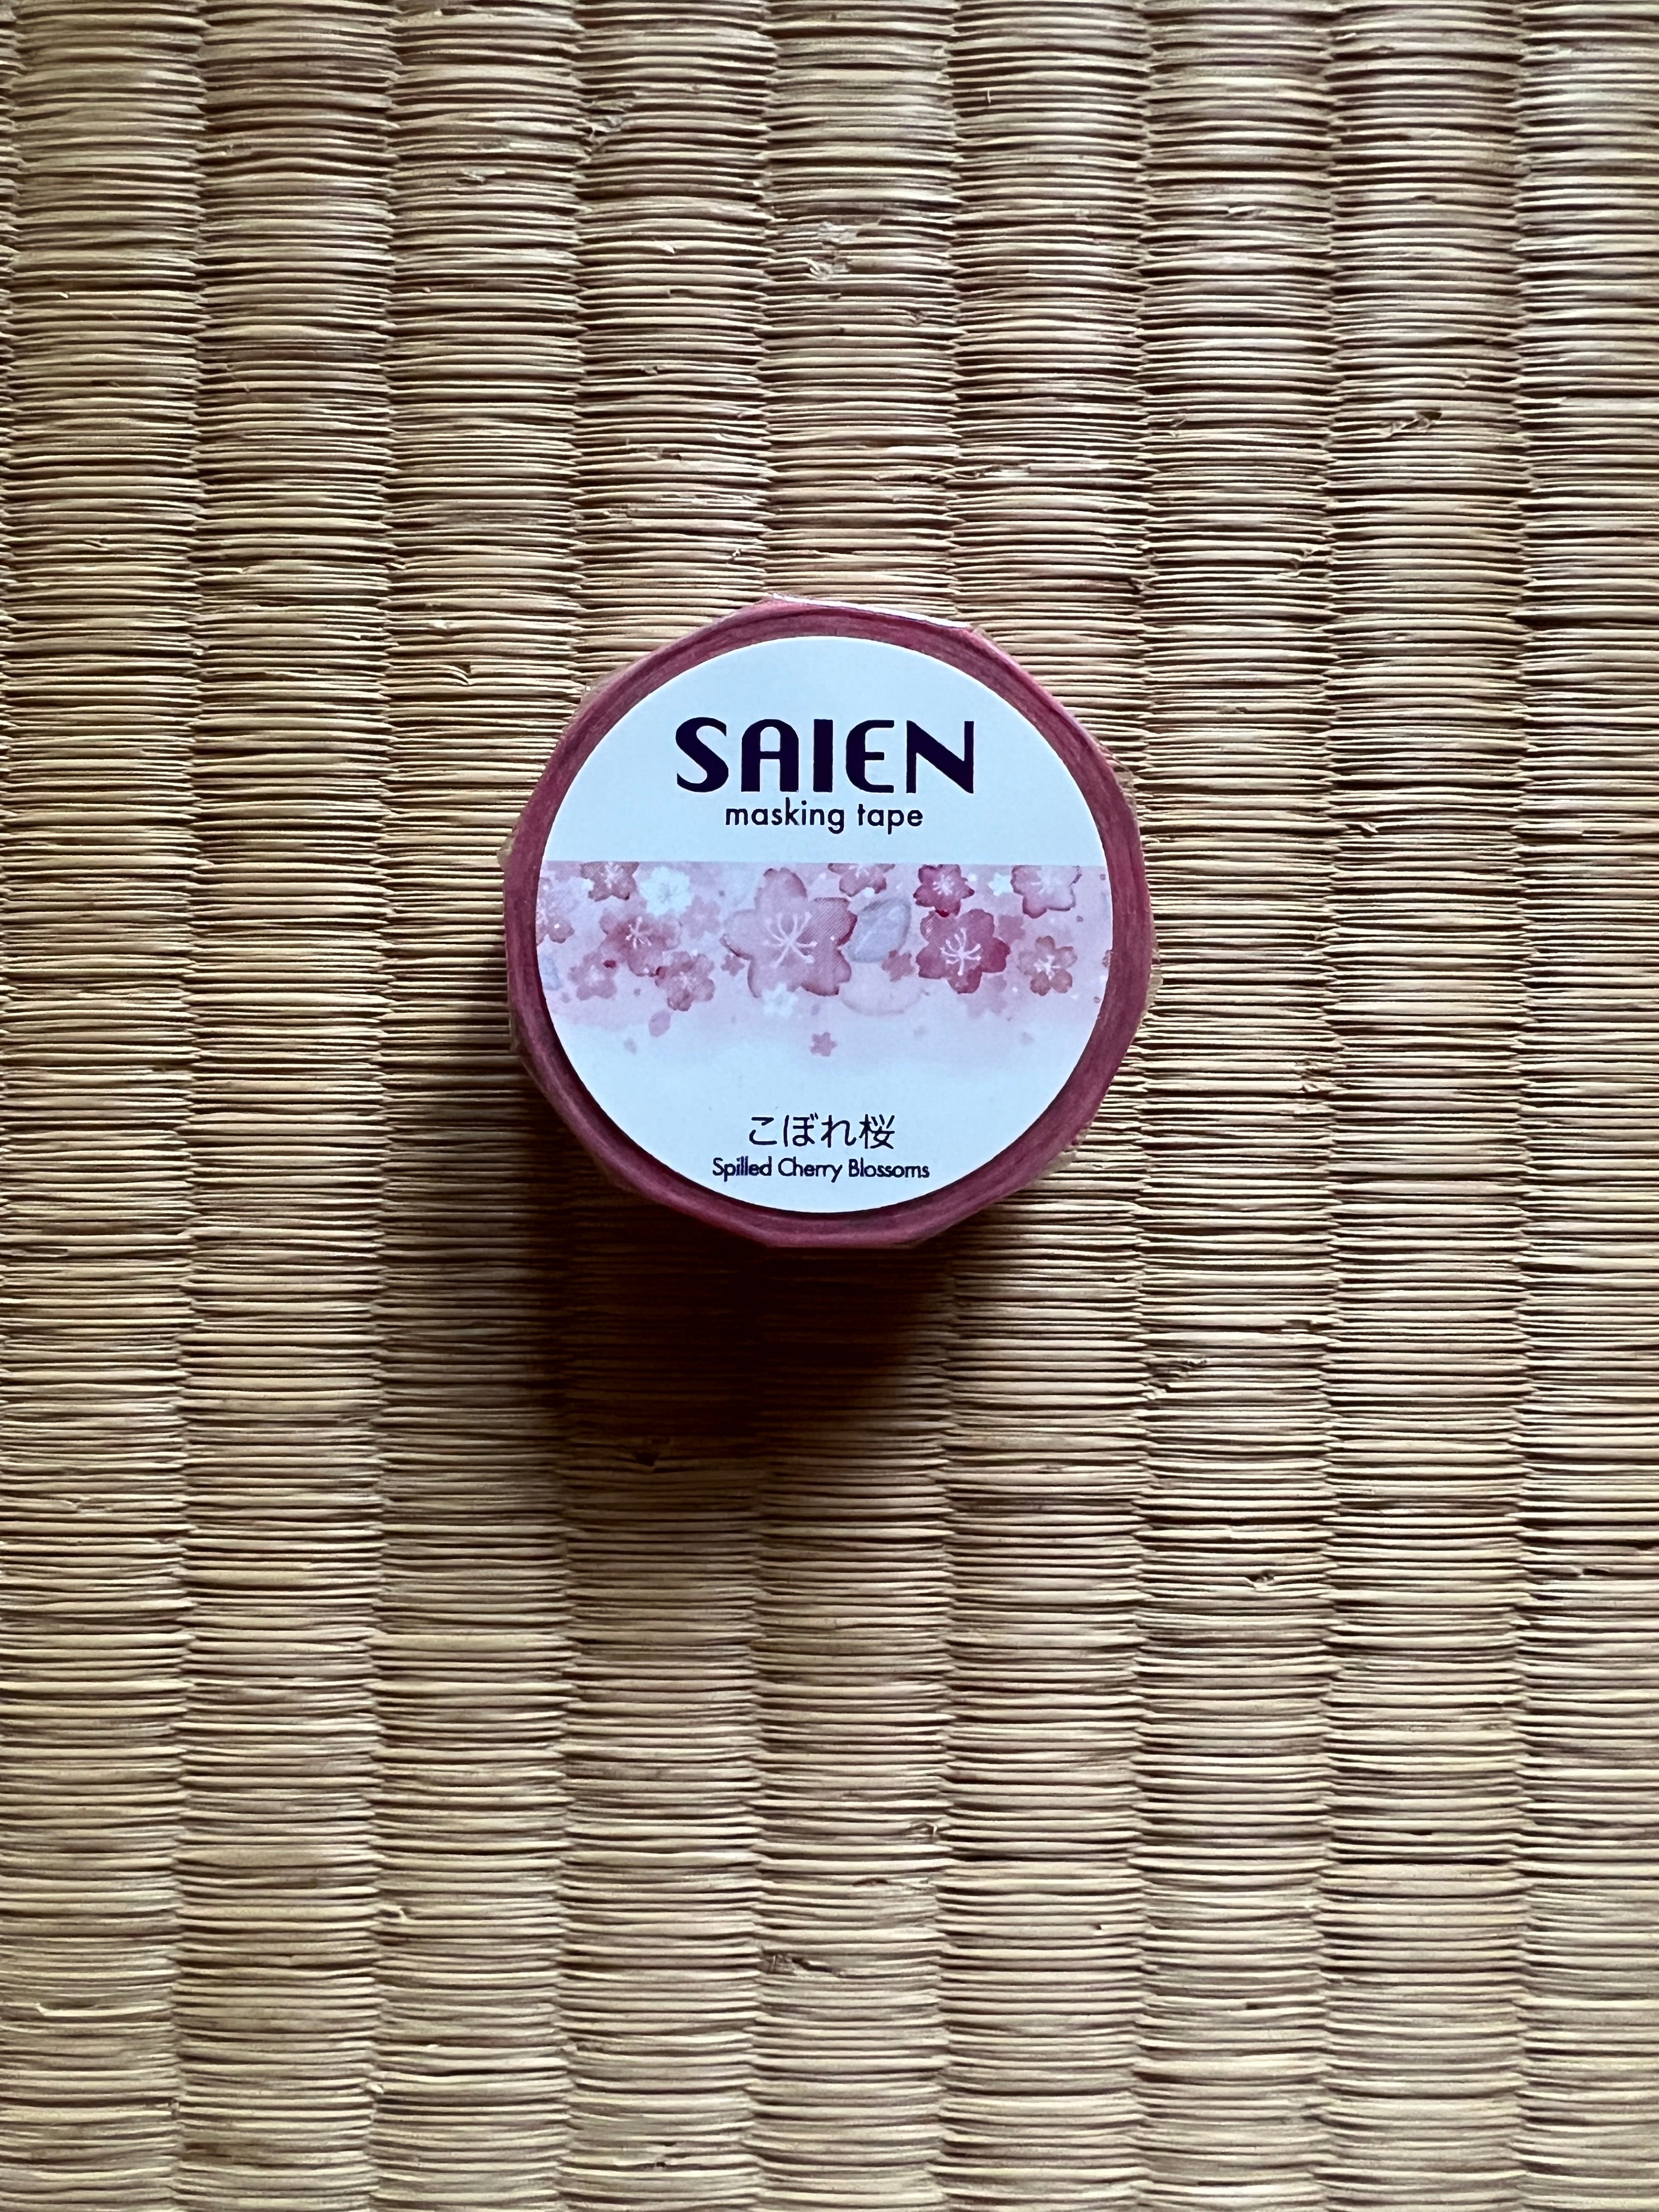 SAIEN
masking tape
こぼれ桜
Spilled Cherry Blossoms